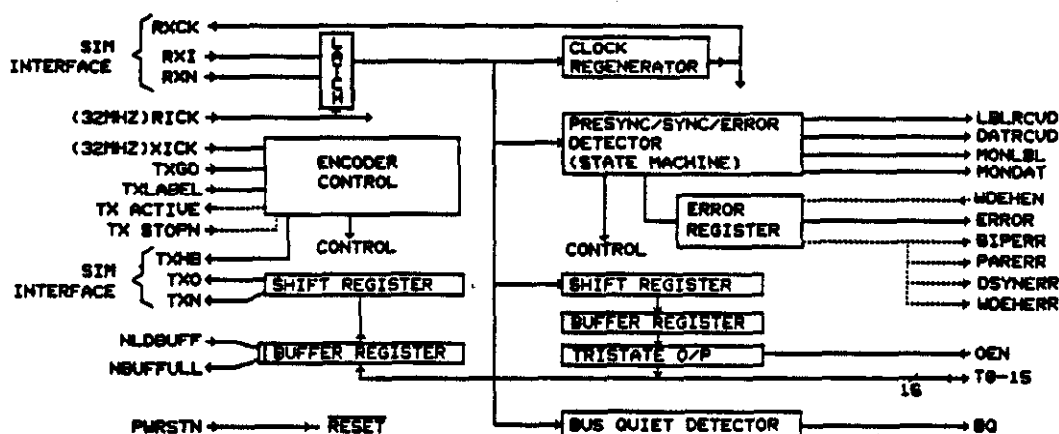 RXCK
SIM
INTERFACE
RXI
RXN
LATCH
CLOCK
REGENERATOR
(32MHZ)RICK
PRESYNC/SYNC/ERROR
DETECTOR
(STATE MACHINE)
LBLRCUD
DATRCUD
MONLBL
MONDAT
(32MHZ)XICK
TXGO
TXLABEL
TX ACTIVE
TX STOPN
ENCODER
CONTROL
CONTROL
CONTROL
ERROR
REGISTER
WDEHEN
ERROR
BIPERR
PARERR
DSYNERR
WDEHERR
SIM
INTERFACE
TXHB
TXO
TXN
SHIFT REGISTER
SHIFT REGISTER
BUFFER REGISTER
NLDBUFF
NBUFFULL
BUFFER REGISTER
TRISTATE O/P
OEN
T0-15
16
PWRSTN
RESET
BUS QUIET DETECTOR
BQ